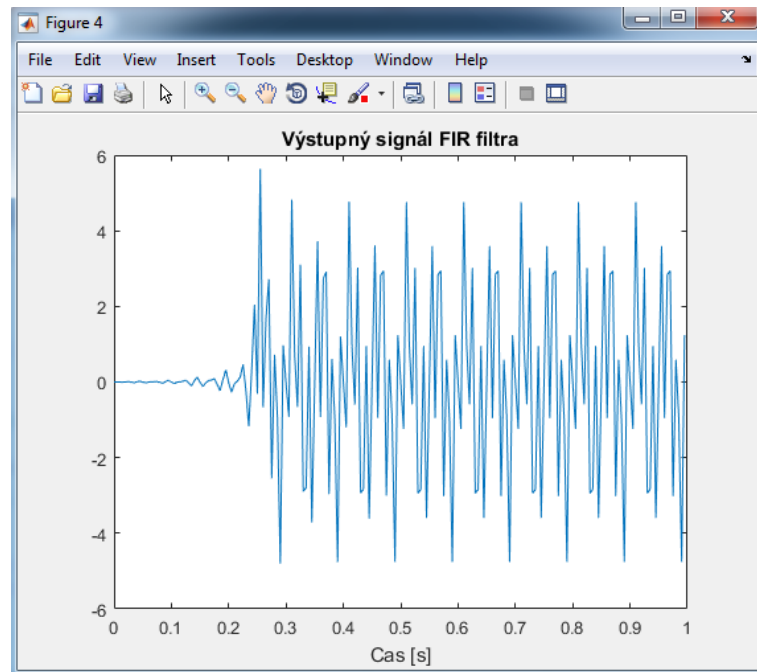 Figure 4
File Edit View Insert Tools Desktop Window Help
Výstupný signál FIR filtra
6
4
2
0
-2
-4
-6
0 0.1 0.2 0.3 0.4 0.5 0.6 0.7 0.8 0.9 1
Cas [s]